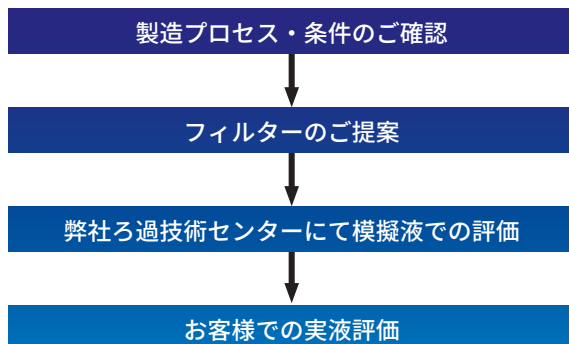 製造プロセス・条件のご確認
フィルターのご提案
弊社ろ過技術センターにて模擬液での評価
お客様での実液評価